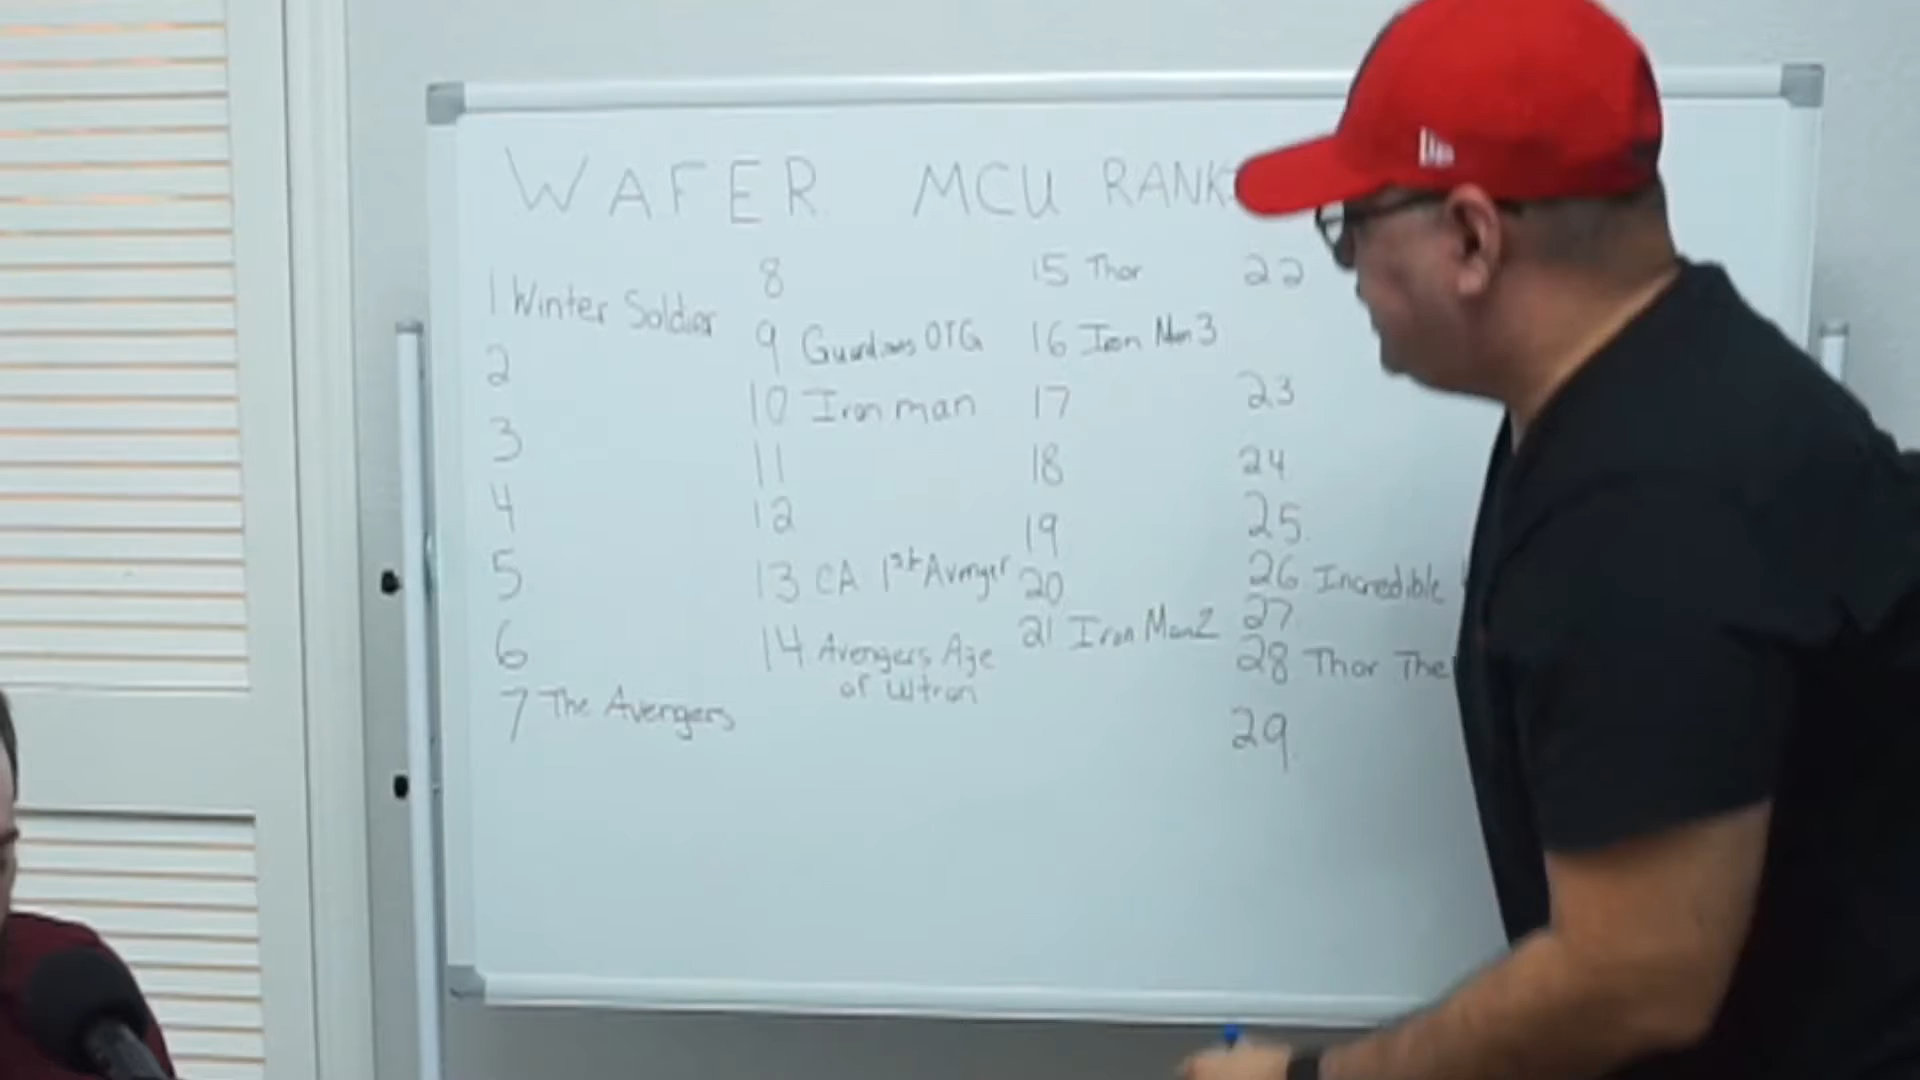 WAFER MCU RANK
1 Winter Soldier
2
3
4
5
6
7 The Avengers
8
9 Guardians OTG
10 Iron man
11
12
13 CA 1st Avenger
14 Avengers Age
of Ultron
15 Thor
16 Iron Man 3
17
18
19
20
21 Iron Man 2
22
23
24
25
26 Incredible
27
28 Thor The
29